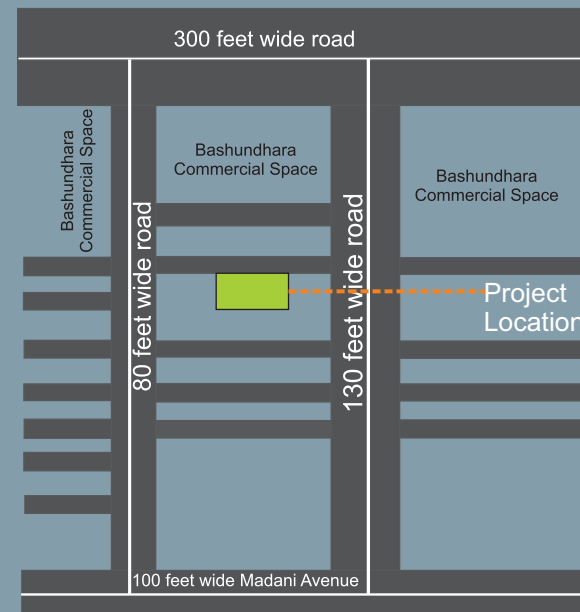 300 feet wide road
Bashundhara
Commercial Space
Bashundhara
Commercial Space
Bashundhara
Commercial Space
80 feet wide road
130 feet wide road
Project
Location
100 feet wide Madani Avenue